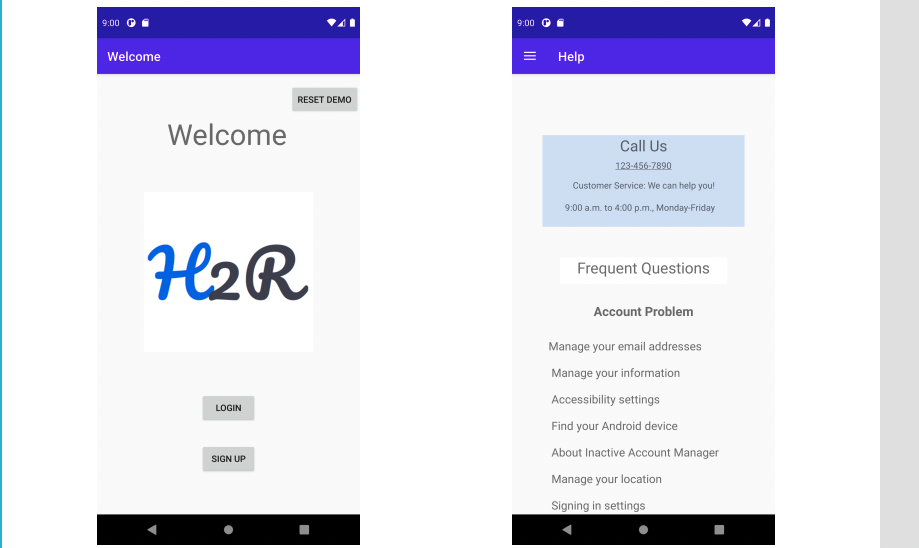 9:00
Welcome
RESET DEMO
Welcome
H2R
LOGIN
SIGN UP
9:00
Help
Call Us
123-456-7890
Customer Service: We can help you!
9:00 a.m. to 4:00 p.m., Monday-Friday
Frequent Questions
Account Problem
Manage your email addresses
Manage your information
Accessibility settings
Find your Android device
About Inactive Account Manager
Manage your location
Signing in settings